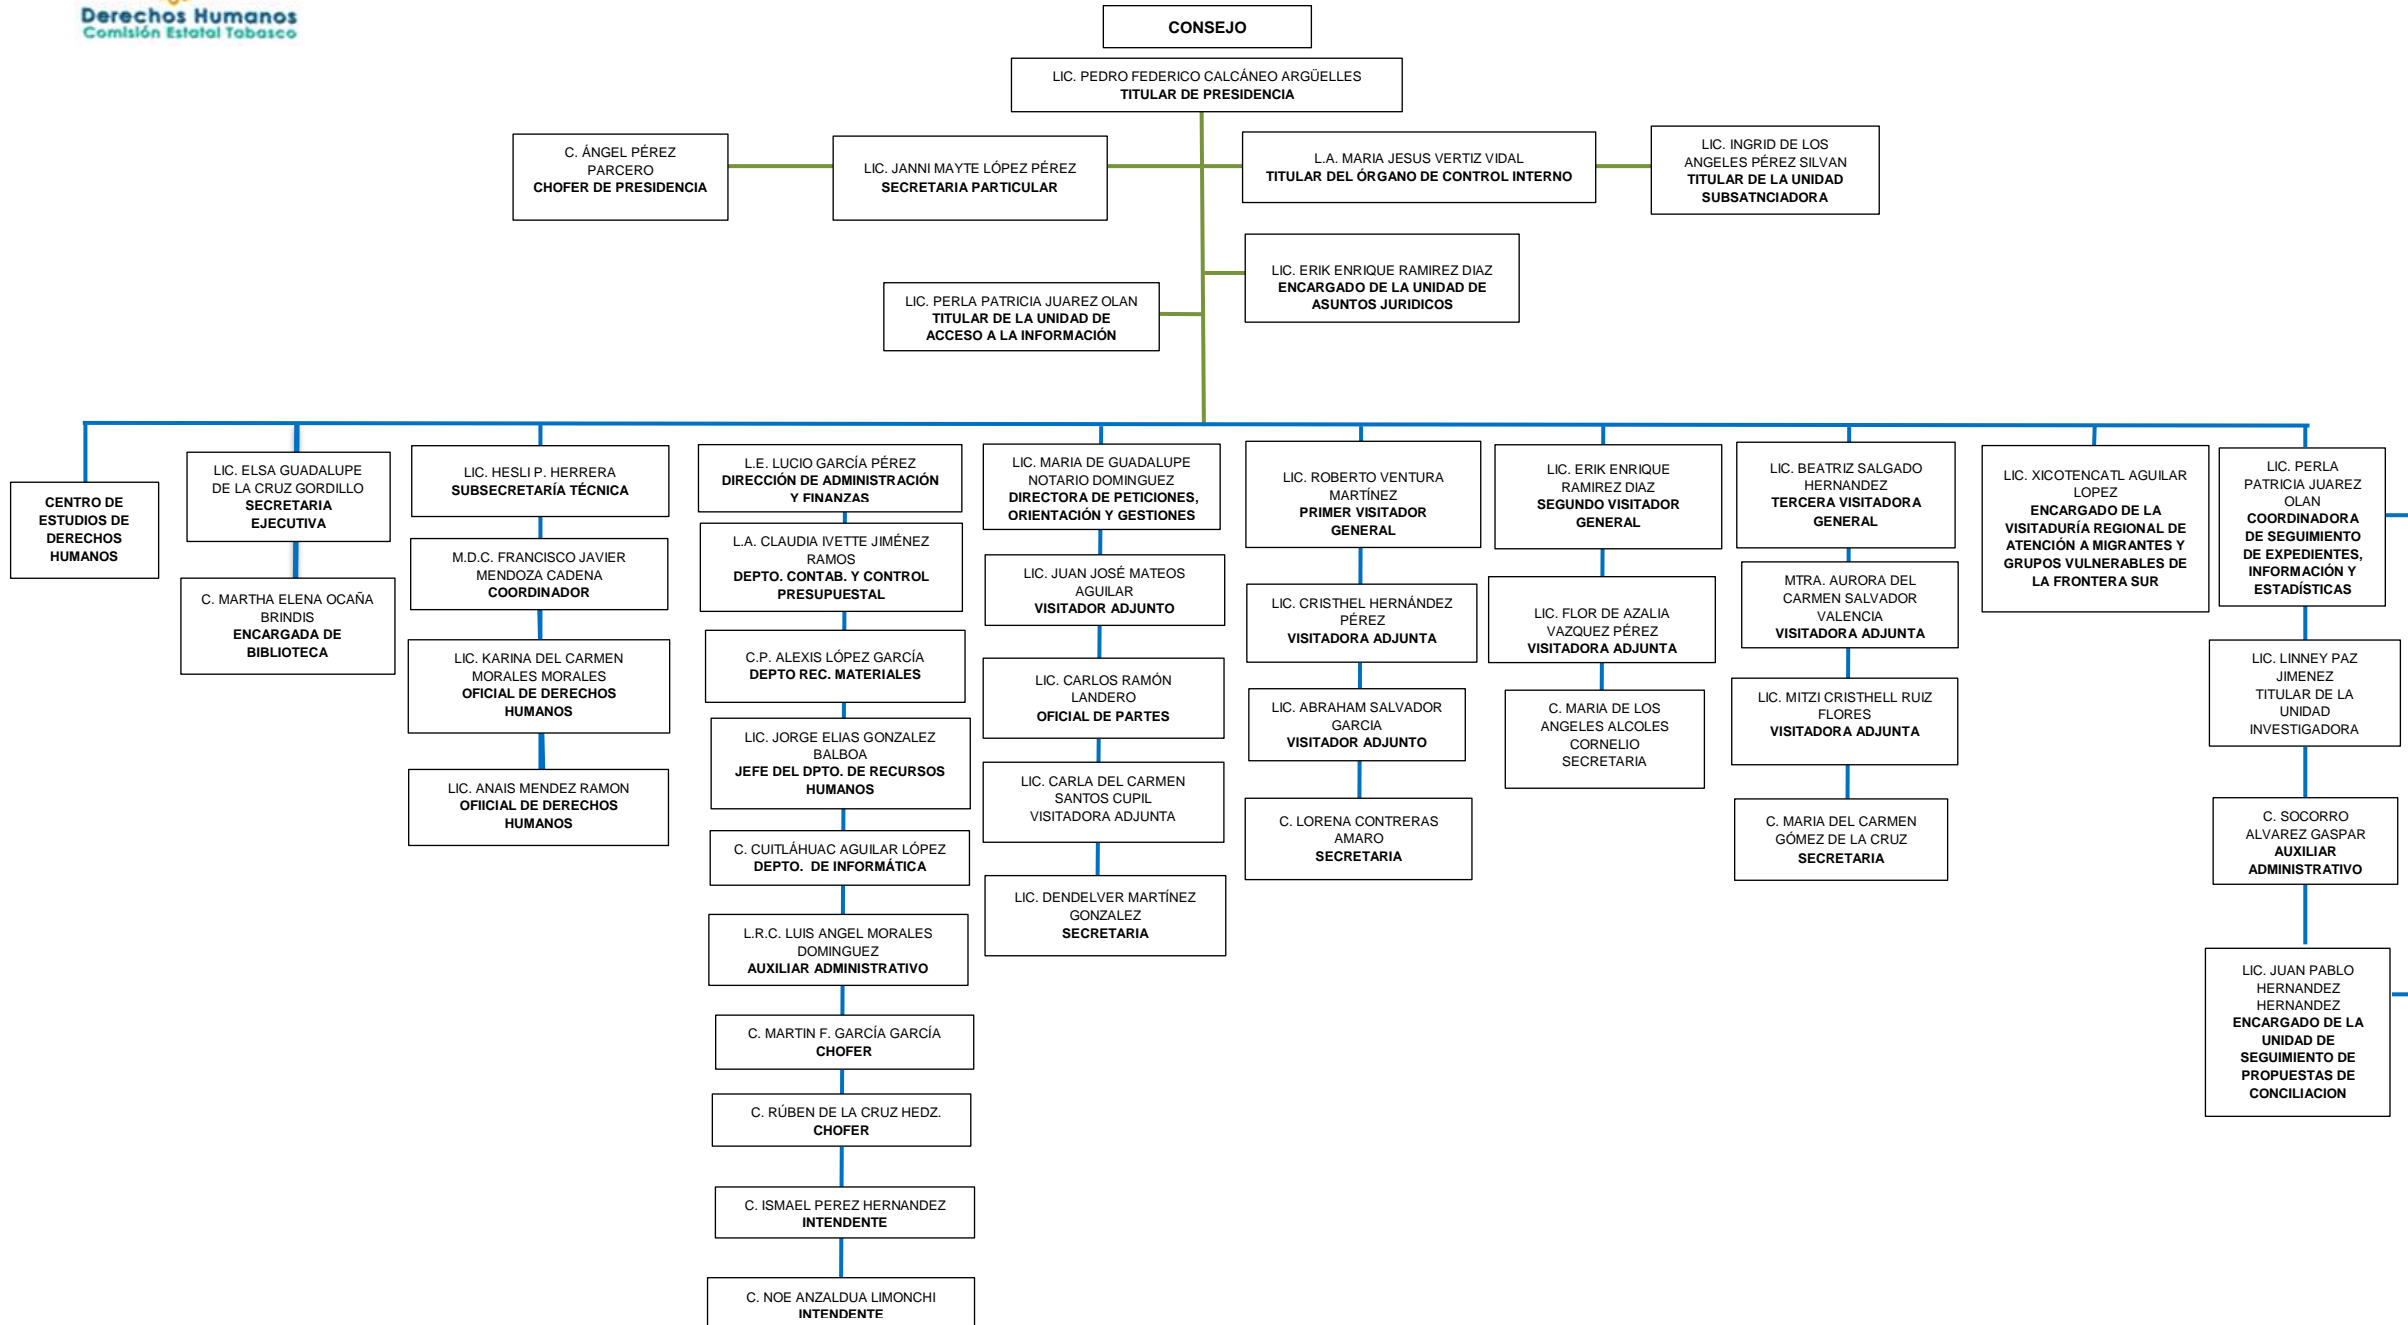 Derechos Humanos
Comisión Estatal Tabasco
CONSEJO
LIC. PEDRO FEDERICO CALCÁNEO ARGÜELLES
TITULAR DE PRESIDENCIA
C. ÁNGEL PÉREZ
PARCERO
CHOFER DE PRESIDENCIA
LIC. JANNI MAYTE LÓPEZ PÉREZ
SECRETARIA PARTICULAR
L.A. MARIA JESUS VERTIZ VIDAL
TITULAR DEL ÓRGANO DE CONTROL INTERNO
LIC. INGRID DE LOS
ANGELES PÉREZ SILVAN
TITULAR DE LA UNIDAD
SUBSATNCIADORA
LIC. ERIK ENRIQUE RAMIREZ DIAZ
ENCARGADO DE LA UNIDAD DE
ASUNTOS JURIDICOS
LIC. PERLA PATRICIA JUAREZ OLAN
TITULAR DE LA UNIDAD DE
ACCESO A LA INFORMACIÓN
CENTRO DE
ESTUDIOS DE
DERECHOS
HUMANOS
LIC. ELSA GUADALUPE
DE LA CRUZ GORDILLO
SECRETARIA
EJECUTIVA
C. MARTHA ELENA OCAÑA
BRINDIS
ENCARGADA DE
BIBLIOTECA
LIC. HESLI P. HERRERA
SUBSECRETARÍA TÉCNICA
M.D.C. FRANCISCO JAVIER
MENDOZA CADENA
COORDINADOR
LIC. KARINA DEL CARMEN
MORALES MORALES
OFICIAL DE DERECHOS
HUMANOS
LIC. ANAIS MENDEZ RAMON
OFIICIAL DE DERECHOS
HUMANOS
L.E. LUCIO GARCÍA PÉREZ
DIRECCIÓN DE ADMINISTRACIÓN
Y FINANZAS
L.A. CLAUDIA IVETTE JIMÉNEZ
RAMOS
DEPTO. CONTAB. Y CONTROL
PRESUPUESTAL
C.P. ALEXIS LÓPEZ GARCÍA
DEPTO REC. MATERIALES
LIC. JORGE ELIAS GONZALEZ
BALBOA
JEFE DEL DPTO. DE RECURSOS
HUMANOS
C. CUITLÁHUAC AGUILAR LÓPEZ
DEPTO. DE INFORMÁTICA
L.R.C. LUIS ANGEL MORALES
DOMINGUEZ
AUXILIAR ADMINISTRATIVO
C. MARTIN F. GARCÍA GARCÍA
CHOFER
C. RÚBEN DE LA CRUZ HEDZ.
CHOFER
C. ISMAEL PEREZ HERNANDEZ
INTENDENTE
C. NOE ANZALDUA LIMONCHI
INTENDENTE
LIC. MARIA DE GUADALUPE
NOTARIO DOMINGUEZ
DIRECTORA DE PETICIONES,
ORIENTACIÓN Y GESTIONES
LIC. JUAN JOSÉ MATEOS
AGUILAR
VISITADOR ADJUNTO
LIC. CARLOS RAMÓN
LANDERO
OFICIAL DE PARTES
LIC. CARLA DEL CARMEN
SANTOS CUPIL
VISITADORA ADJUNTA
LIC. DENDELVER MARTÍNEZ
GONZALEZ
SECRETARIA
LIC. ROBERTO VENTURA
MARTÍNEZ
PRIMER VISITADOR
GENERAL
LIC. CRISTHEL HERNÁNDEZ
PÉREZ
VISITADORA ADJUNTA
LIC. ABRAHAM SALVADOR
GARCIA
VISITADOR ADJUNTO
C. LORENA CONTRERAS
AMARO
SECRETARIA
LIC. ERIK ENRIQUE
RAMIREZ DIAZ
SEGUNDO VISITADOR
GENERAL
LIC. FLOR DE AZALIA
VAZQUEZ PÉREZ
VISITADORA ADJUNTA
C. MARIA DE LOS
ANGELES ALCOLES
CORNELIO
SECRETARIA
LIC. BEATRIZ SALGADO
HERNANDEZ
TERCERA VISITADORA
GENERAL
MTRA. AURORA DEL
CARMEN SALVADOR
VALENCIA
VISITADORA ADJUNTA
LIC. MITZI CRISTHELL RUIZ
FLORES
VISITADORA ADJUNTA
C. MARIA DEL CARMEN
GÓMEZ DE LA CRUZ
SECRETARIA
LIC. XICOTENCATL AGUILAR
LOPEZ
ENCARGADO DE LA
VISITADURÍA REGIONAL DE
ATENCIÓN A MIGRANTES Y
GRUPOS VULNERABLES DE
LA FRONTERA SUR
LIC. PERLA
PATRICIA JUAREZ
OLAN
COORDINADORA
DE SEGUIMIENTO
DE EXPEDIENTES,
INFORMACIÓN Y
ESTADÍSTICAS
LIC. LINNEY PAZ
JIMENEZ
TITULAR DE LA
UNIDAD
INVESTIGADORA
C. SOCORRO
ALVAREZ GASPAR
AUXILIAR
ADMINISTRATIVO
LIC. JUAN PABLO
HERNANDEZ
HERNANDEZ
ENCARGADO DE LA
UNIDAD DE
SEGUIMIENTO DE
PROPUESTAS DE
CONCILIACION